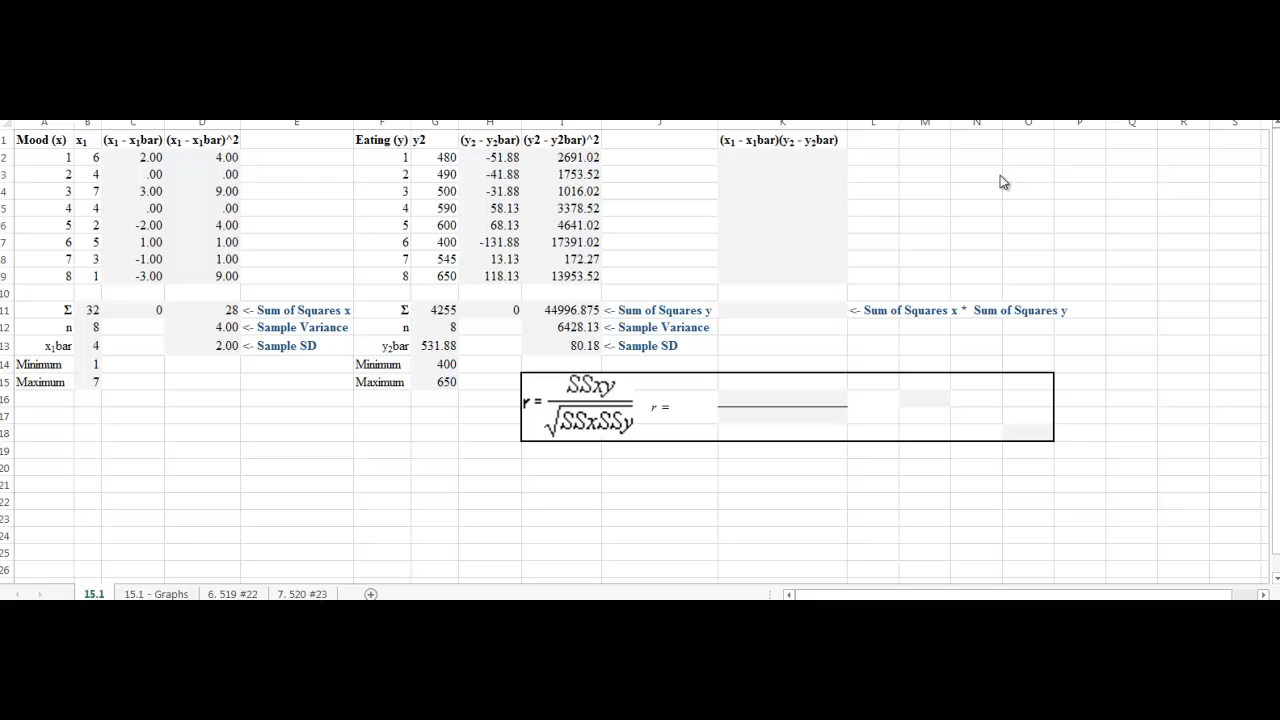 A B C D E F G H I J K L M N O P Q R S
1 Mood (x) x1 (x1 - x1bar) (x1 - x1bar)^2 Eating (y) y2 (y2 - y2bar) (y2 - y2bar)^2 (x1 - x1bar)(y2 - y2bar)
2 1 6 2.00 4.00 1 480 -51.88 2691.02
3 2 4 .00 .00 2 490 -41.88 1753.52
4 3 7 3.00 9.00 3 500 -31.88 1016.02
5 4 4 .00 .00 4 590 58.13 3378.52
6 5 2 -2.00 4.00 5 600 68.13 4641.02
7 6 5 1.00 1.00 6 400 -131.88 17391.02
8 7 3 -1.00 1.00 7 545 13.13 172.27
9 8 1 -3.00 9.00 8 650 118.13 13953.52
10
11 Σ 32 0 28 <- Sum of Squares x Σ 4255 0 44996.875 <- Sum of Squares y <- Sum of Squares x * Sum of Squares y
12 n 8 4.00 <- Sample Variance n 8 6428.13 <- Sample Variance
13 x1bar 4 2.00 <- Sample SD y2bar 531.88 80.18 <- Sample SD
14 Minimum 1 Minimum 400
15 Maximum 7 Maximum 650
16 SSxy
17 r = √SSxSSy r =
18
19
20
21
22
23
24
25
26
15.1 15.1 - Graphs 6. 519 #22 7. 520 #23